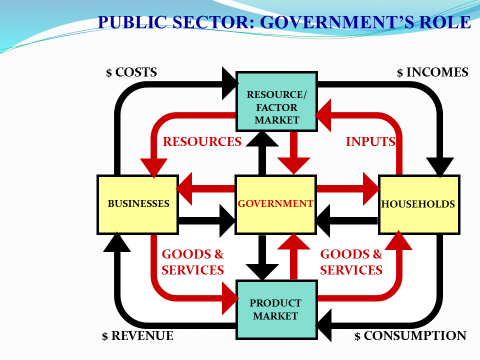 PUBLIC SECTOR: GOVERNMENT'S ROLE
$ COSTS
$ INCOMES
RESOURCE/
FACTOR
MARKET
RESOURCES
INPUTS
BUSINESSES
GOVERNMENT
HOUSEHOLDS
GOODS &
SERVICES
GOODS &
SERVICES
PRODUCT
MARKET
$ REVENUE
$ CONSUMPTION